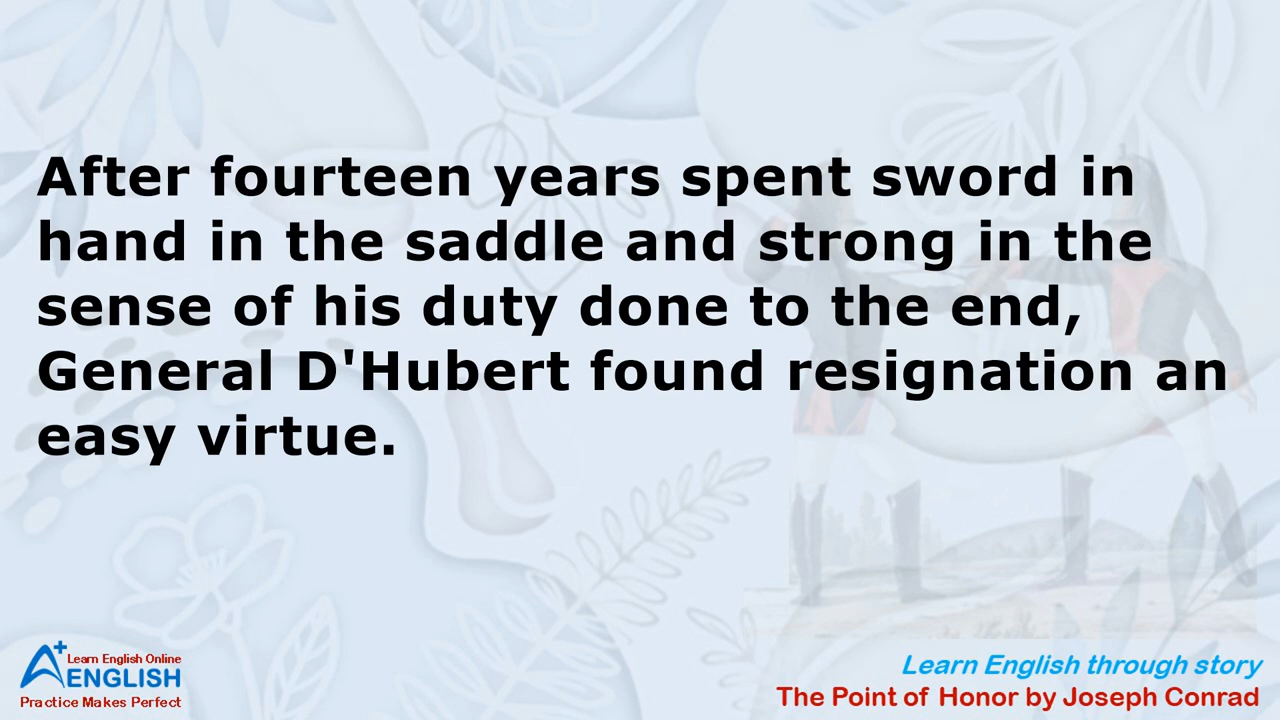 After fourteen years spent sword in
hand in the saddle and strong in the
sense of his duty done to the end,
General D'Hubert found resignation an
easy virtue.
A+ Learn English Online
ENGLISH
Practice Makes Perfect
Learn English through story
The Point of Honor by Joseph Conrad